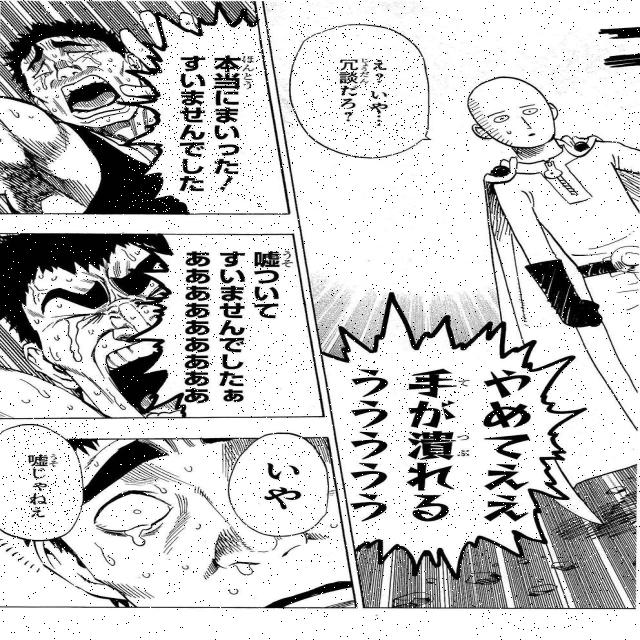 え?いや…
冗談だろ?
やめてええ
手が潰れる
ううううう
本当にまいった!
すいませんでした
嘘ついて
すいませんでしたぁ
ああああああああ
いや
嘘じゃねえ